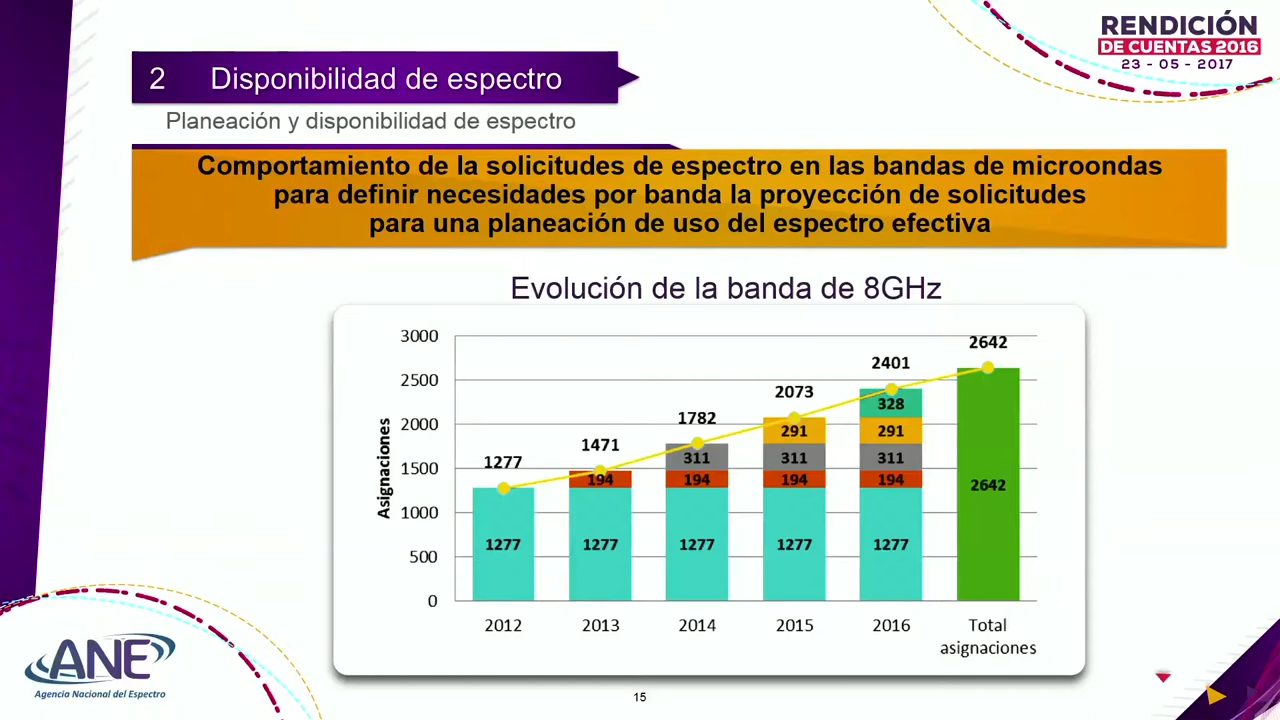 RENDICIÓN
DE CUENTAS 2016
23 - 05 - 2017
2 Disponibilidad de espectro
Planeación y disponibilidad de espectro
Comportamiento de la solicitudes de espectro en las bandas de microondas
para definir necesidades por banda la proyección de solicitudes
para una planeación de uso del espectro efectiva
Evolución de la banda de 8GHz
Asignaciones
3000
2500
2000
1500
1000
500
0
1277
1277
1471
194
1277
1782
311
194
1277
2073
291
311
194
1277
2401
328
291
311
194
1277
2642
2642
2012 2013 2014 2015 2016 Total
asignaciones
ANE
Agencia Nacional del Espectro
15